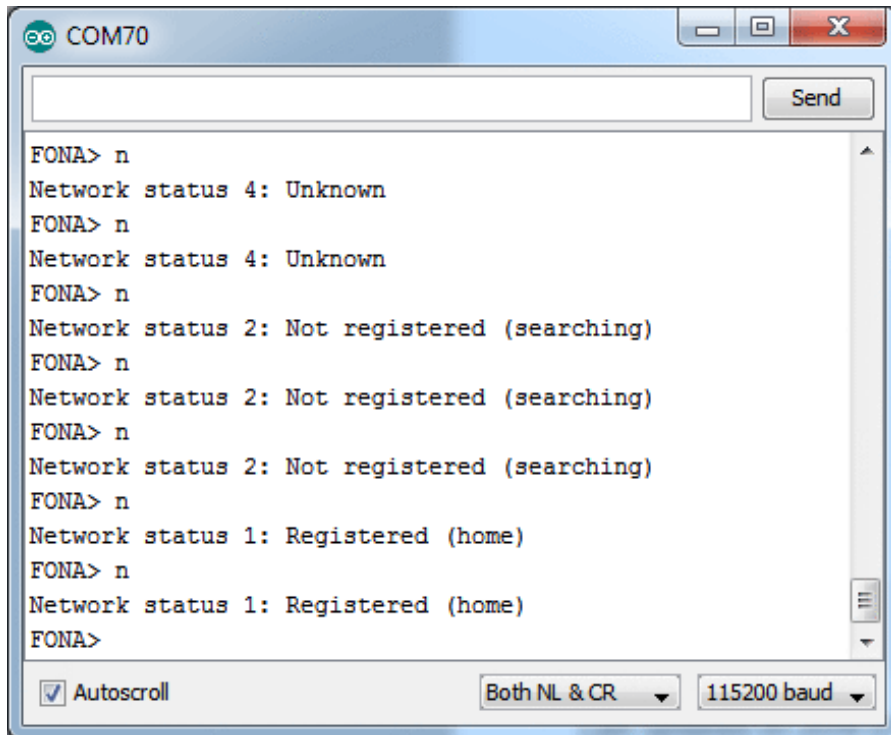 COM70
Send
FONA> n
Network status 4: Unknown
FONA> n
Network status 4: Unknown
FONA> n
Network status 2: Not registered (searching)
FONA> n
Network status 2: Not registered (searching)
FONA> n
Network status 2: Not registered (searching)
FONA> n
Network status 1: Registered (home)
FONA> n
Network status 1: Registered (home)
FONA>
Autoscroll Both NL & CR 115200 baud